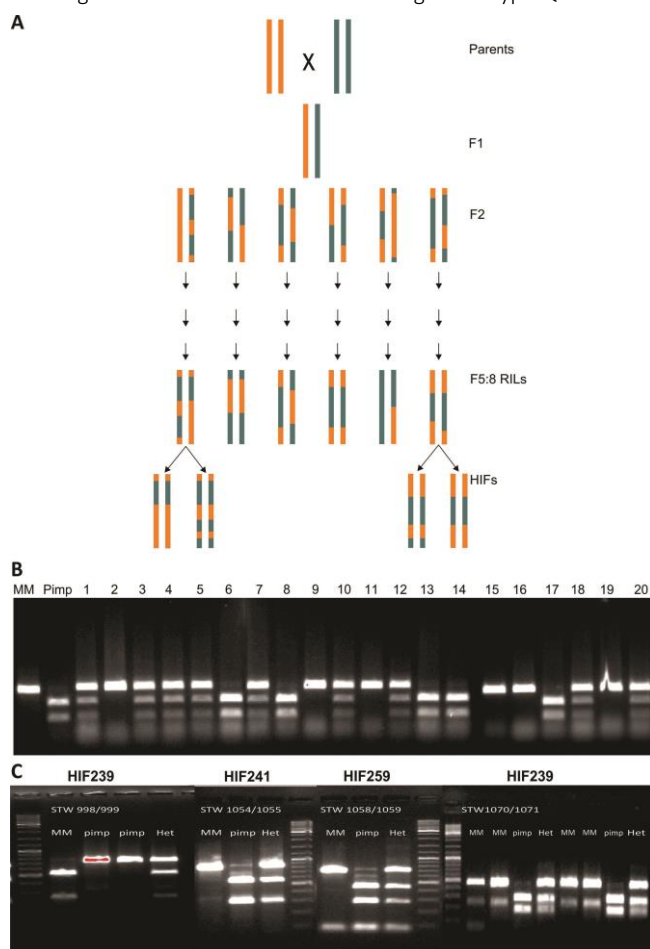 A
Parents
X
F1
F2
F5:8 RILs
HIFs
B
MM Pimp 1 2 3 4 5 6 7 8 9 10 11 12 13 14 15 16 17 18 19 20
C
HIF239 HIF241 HIF259 HIF239
STW 998/999 STW 1054/1055 STW 1058/1059 STW1070/1071
MM pimp pimp Het MM pimp Het MM pimp Het MM MM pimp Het MM MM pimp Het